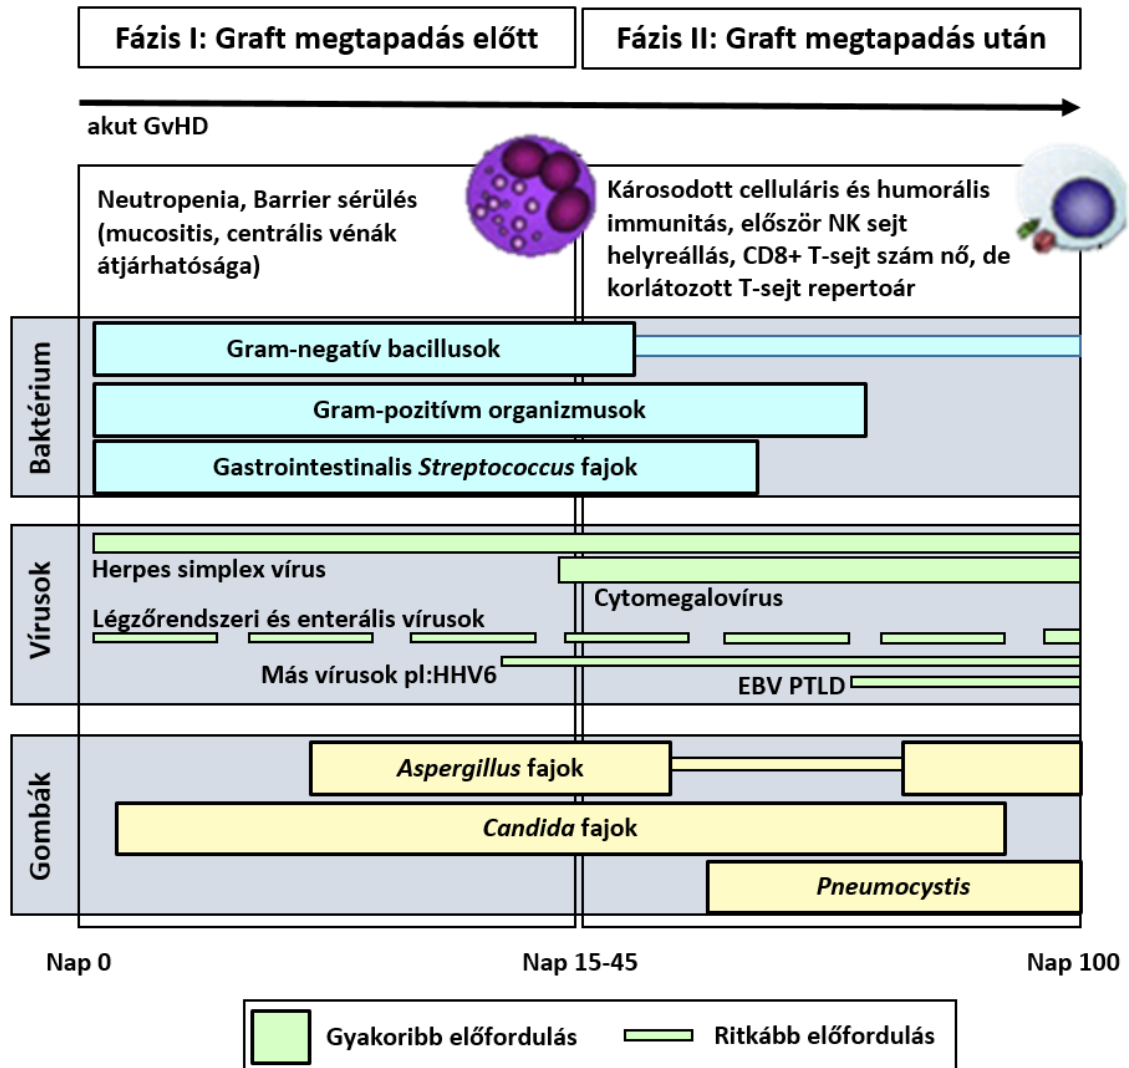 Fázis I: Graft megtapadás előtt
Fázis II: Graft megtapadás után
akut GvHD
Neutropenia, Barrier sérülés
(mucositis, centrális vénák
átjárhatósága)
Károsodott celluláris és humorális
immunitás, először NK sejt
helyreállás, CD8+ T-sejt szám nő, de
korlátozott T-sejt repertoár
Baktérium
Gram-negatív bacillusok
Gram-pozitívm organizmusok
Gastrointestinalis Streptococcus fajok
Vírusok
Herpes simplex vírus
Cytomegalovírus
Légzőrendszeri és enterális vírusok
Más vírusok pl:HHV6
EBV PTLD
Gombák
Aspergillus fajok
Candida fajok
Pneumocystis
Nap 0
Nap 15-45
Nap 100
Gyakoribb előfordulás
Ritkább előfordulás